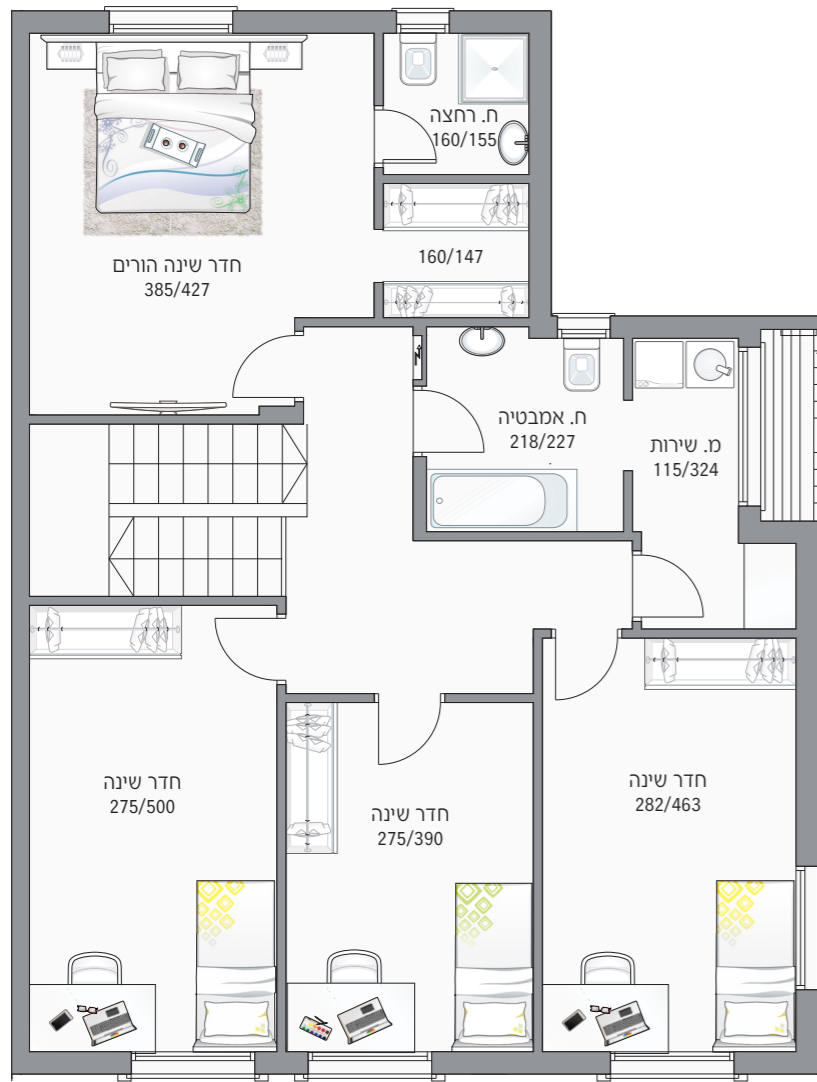 ח. רחצה
160/155
160/147
חדר שינה הורים
385/427
ח. אמבטיה
218/227
מ. שירות
115/324
חדר שינה
282/463
חדר שינה
275/390
חדר שינה
275/500